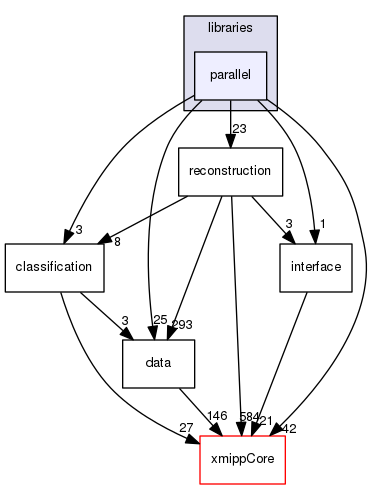 libraries
parallel
23
reconstruction
3
8
3
1
classification
interface
3
25
293
data
27
146
584
21
42
xmippCore